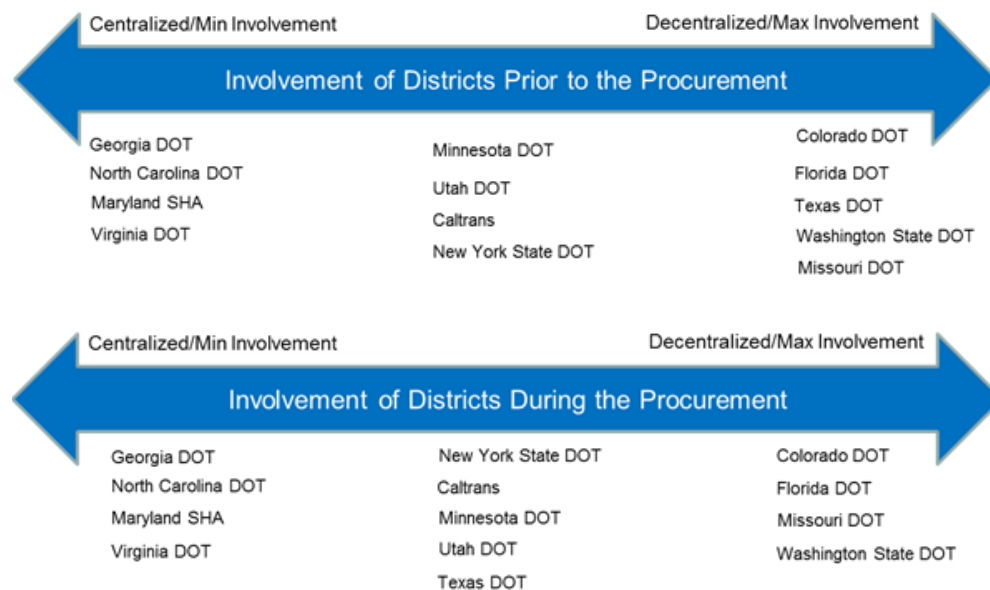 Centralized/Min Involvement
Decentralized/Max Involvement
Involvement of Districts Prior to the Procurement
Georgia DOT
North Carolina DOT
Maryland SHA
Virginia DOT
Minnesota DOT
Utah DOT
Caltrans
New York State DOT
Colorado DOT
Florida DOT
Texas DOT
Washington State DOT
Missouri DOT
Centralized/Min Involvement
Decentralized/Max Involvement
Involvement of Districts During the Procurement
Georgia DOT
North Carolina DOT
Maryland SHA
Virginia DOT
New York State DOT
Caltrans
Minnesota DOT
Utah DOT
Texas DOT
Colorado DOT
Florida DOT
Missouri DOT
Washington State DOT